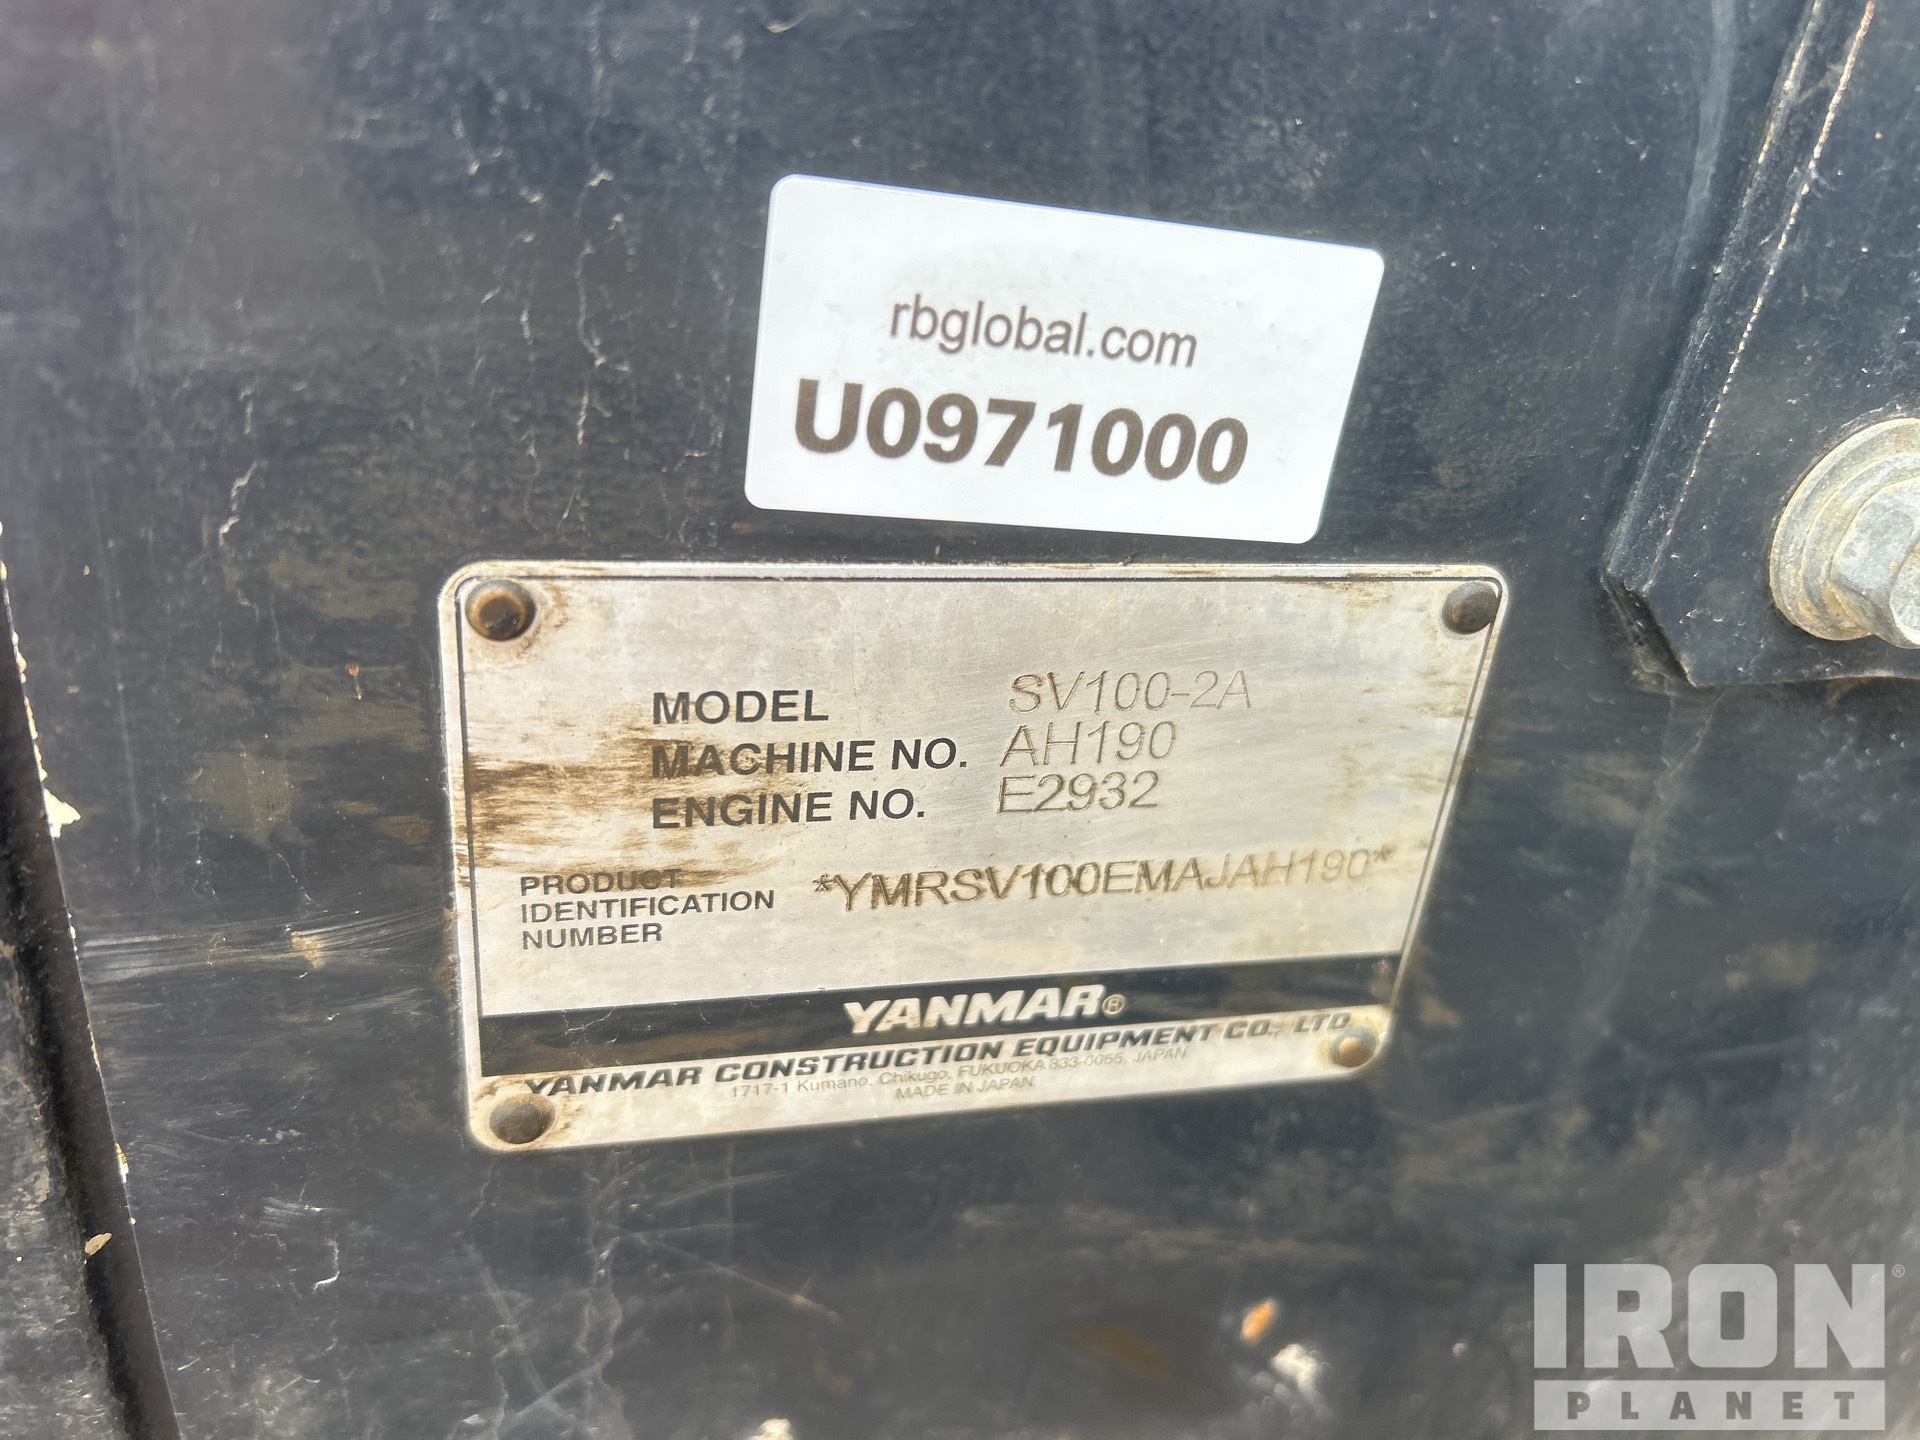 rbglobal.com
U0971000
MODEL SV100-2A
MACHINE NO. AH190
ENGINE NO. E2932
PRODUCT
IDENTIFICATION
NUMBER
*YMRSV100EMAJAH190*
YANMAR®
YANMAR CONSTRUCTION EQUIPMENT CO., LTD.
1717-1 Kumano, Chikugo, FUKUOKA 833-0055, JAPAN
MADE IN JAPAN
IRON®
PLANET